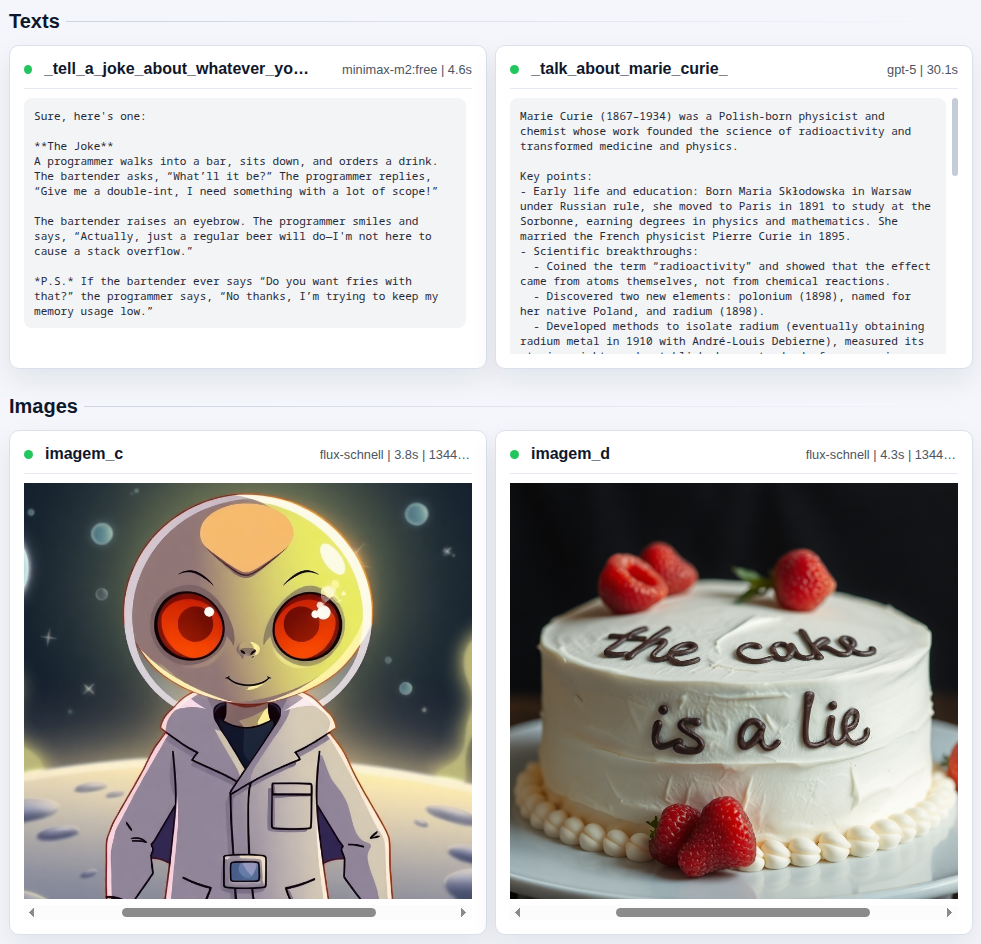 Texts
_tell_a_joke_about_whatever_yo…
minimax-m2:free | 4.6s
Sure, here's one:
**The Joke**
A programmer walks into a bar, sits down, and orders a drink.
The bartender asks, “What’ll it be?” The programmer replies,
“Give me a double-int, I need something with a lot of scope!”
The bartender raises an eyebrow. The programmer smiles and
says, “Actually, just a regular beer will do—I'm not here to
cause a stack overflow.”
*P.S.* If the bartender ever says “Do you want fries with
that?” the programmer says, “No thanks, I’m trying to keep my
memory usage low.”
_talk_about_marie_curie_
gpt-5 | 30.1s
Marie Curie (1867–1934) was a Polish-born physicist and
chemist whose work founded the science of radioactivity and
transformed medicine and physics.
Key points:
- Early life and education: Born Maria Skłodowska in Warsaw
under Russian rule, she moved to Paris in 1891 to study at the
Sorbonne, earning degrees in physics and mathematics. She
married the French physicist Pierre Curie in 1895.
- Scientific breakthroughs:
- Coined the term “radioactivity” and showed that the effect
came from atoms themselves, not from chemical reactions.
- Discovered two new elements: polonium (1898), named for
her native Poland, and radium (1898).
- Developed methods to isolate radium (eventually obtaining
radium metal in 1910 with André-Louis Debierne), measured its
Images
imagem_c
flux-schnell | 3.8s | 1344…
imagem_d
flux-schnell | 4.3s | 1344…
the cake
is a lie